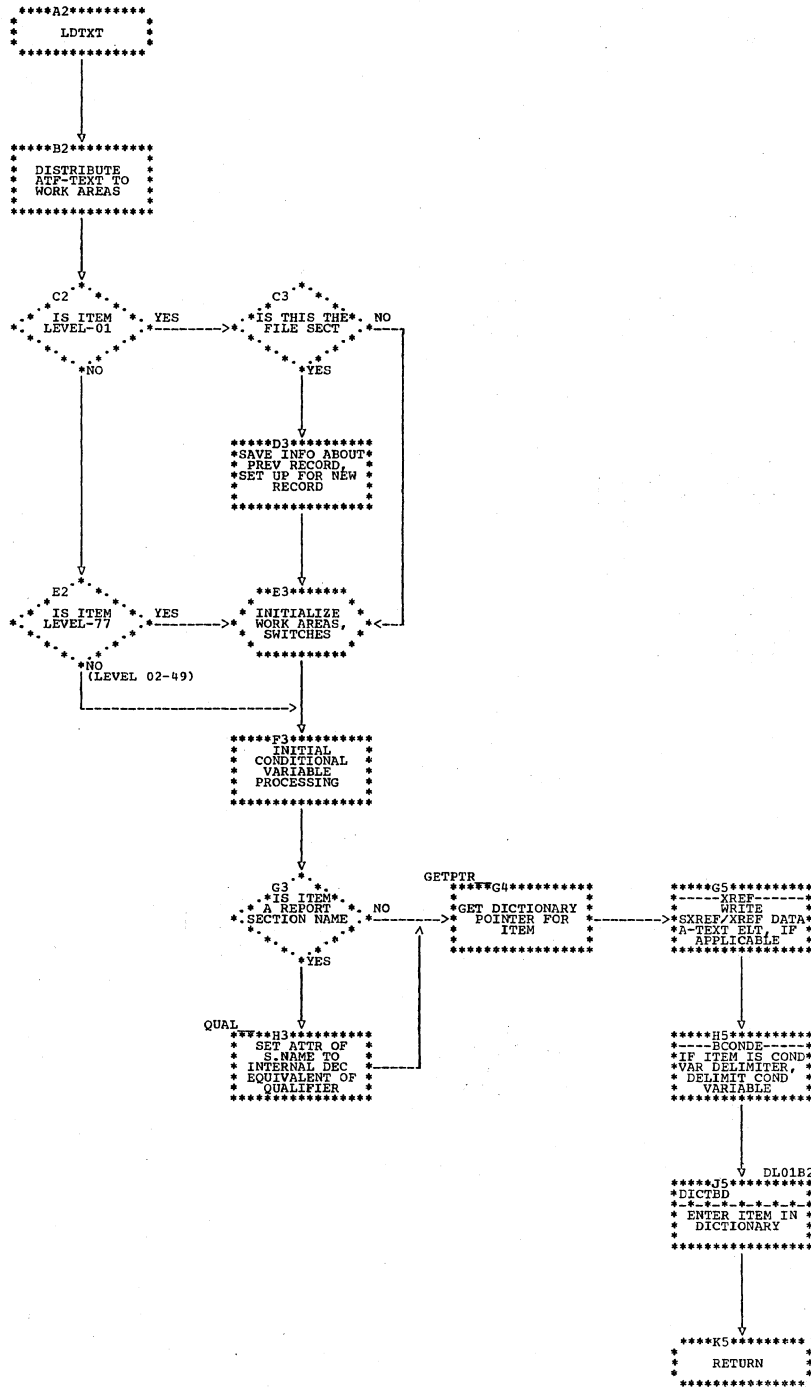 A2
LDTXT
B2
DISTRIBUTE
ATF-TEXT TO
WORK AREAS
C2
IS ITEM
LEVEL-01
YES
NO
C3
IS THIS THE
FILE SECT
NO
YES
D3
SAVE INFO ABOUT
PREV RECORD,
SET UP FOR NEW
RECORD
E2
IS ITEM
LEVEL-77
YES
NO
(LEVEL 02-49)
E3
INITIALIZE
WORK AREAS,
SWITCHES
F3
INITIAL
CONDITIONAL
VARIABLE
PROCESSING
G3
IS ITEM
A REPORT
SECTION NAME
NO
YES
GETPTR
G4
GET DICTIONARY
POINTER FOR
ITEM
G5
-----XREF-----
WRITE
SXREF/XREF DATA
A-TEXT ELT, IF
APPLICABLE
QUAL
H3
SET ATTR OF
S.NAME TO
INTERNAL DEC
EQUIVALENT OF
QUALIFIER
H5
----BCONDE-----
IF ITEM IS COND
VAR DELIMITER,
DELIMIT COND
VARIABLE
DL01B2
J5
DICTBD
ENTER ITEM IN
DICTIONARY
K5
RETURN